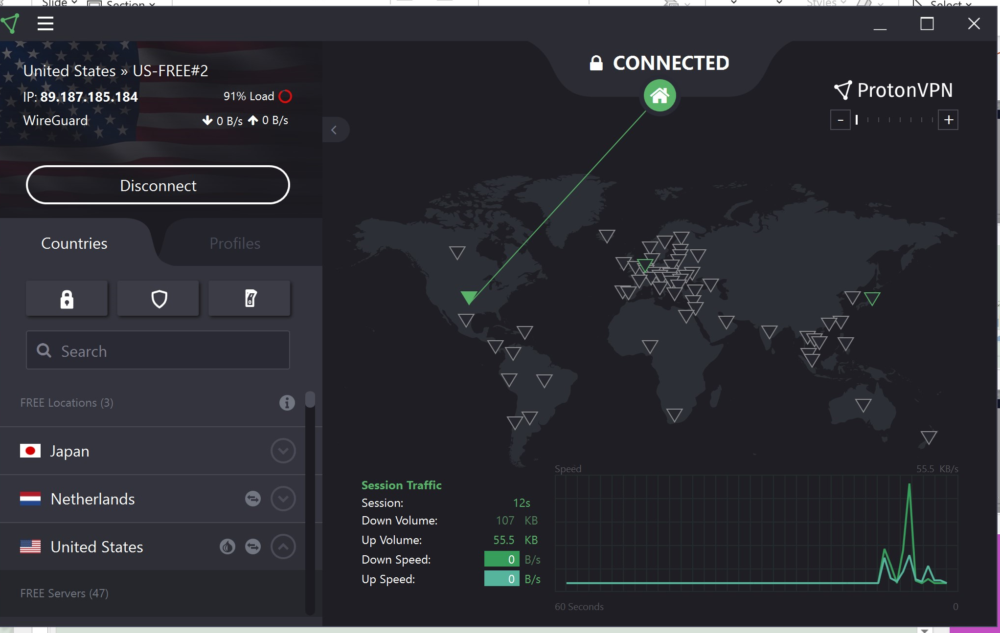 Slide
Section
Styles
Select
United States » US-FREE#2
IP: 89.187.185.184
91% Load
WireGuard
0 B/s
0 B/s
Disconnect
Countries
Profiles
Search
FREE Locations (3)
Japan
Netherlands
United States
FREE Servers (47)
CONNECTED
ProtonVPN
-
+
Session Traffic
Session: 12s
Down Volume: 107 KB
Up Volume: 55.5 KB
Down Speed: 0 B/s
Up Speed: 0 B/s
Speed
55.5 KB/s
60 Seconds
0